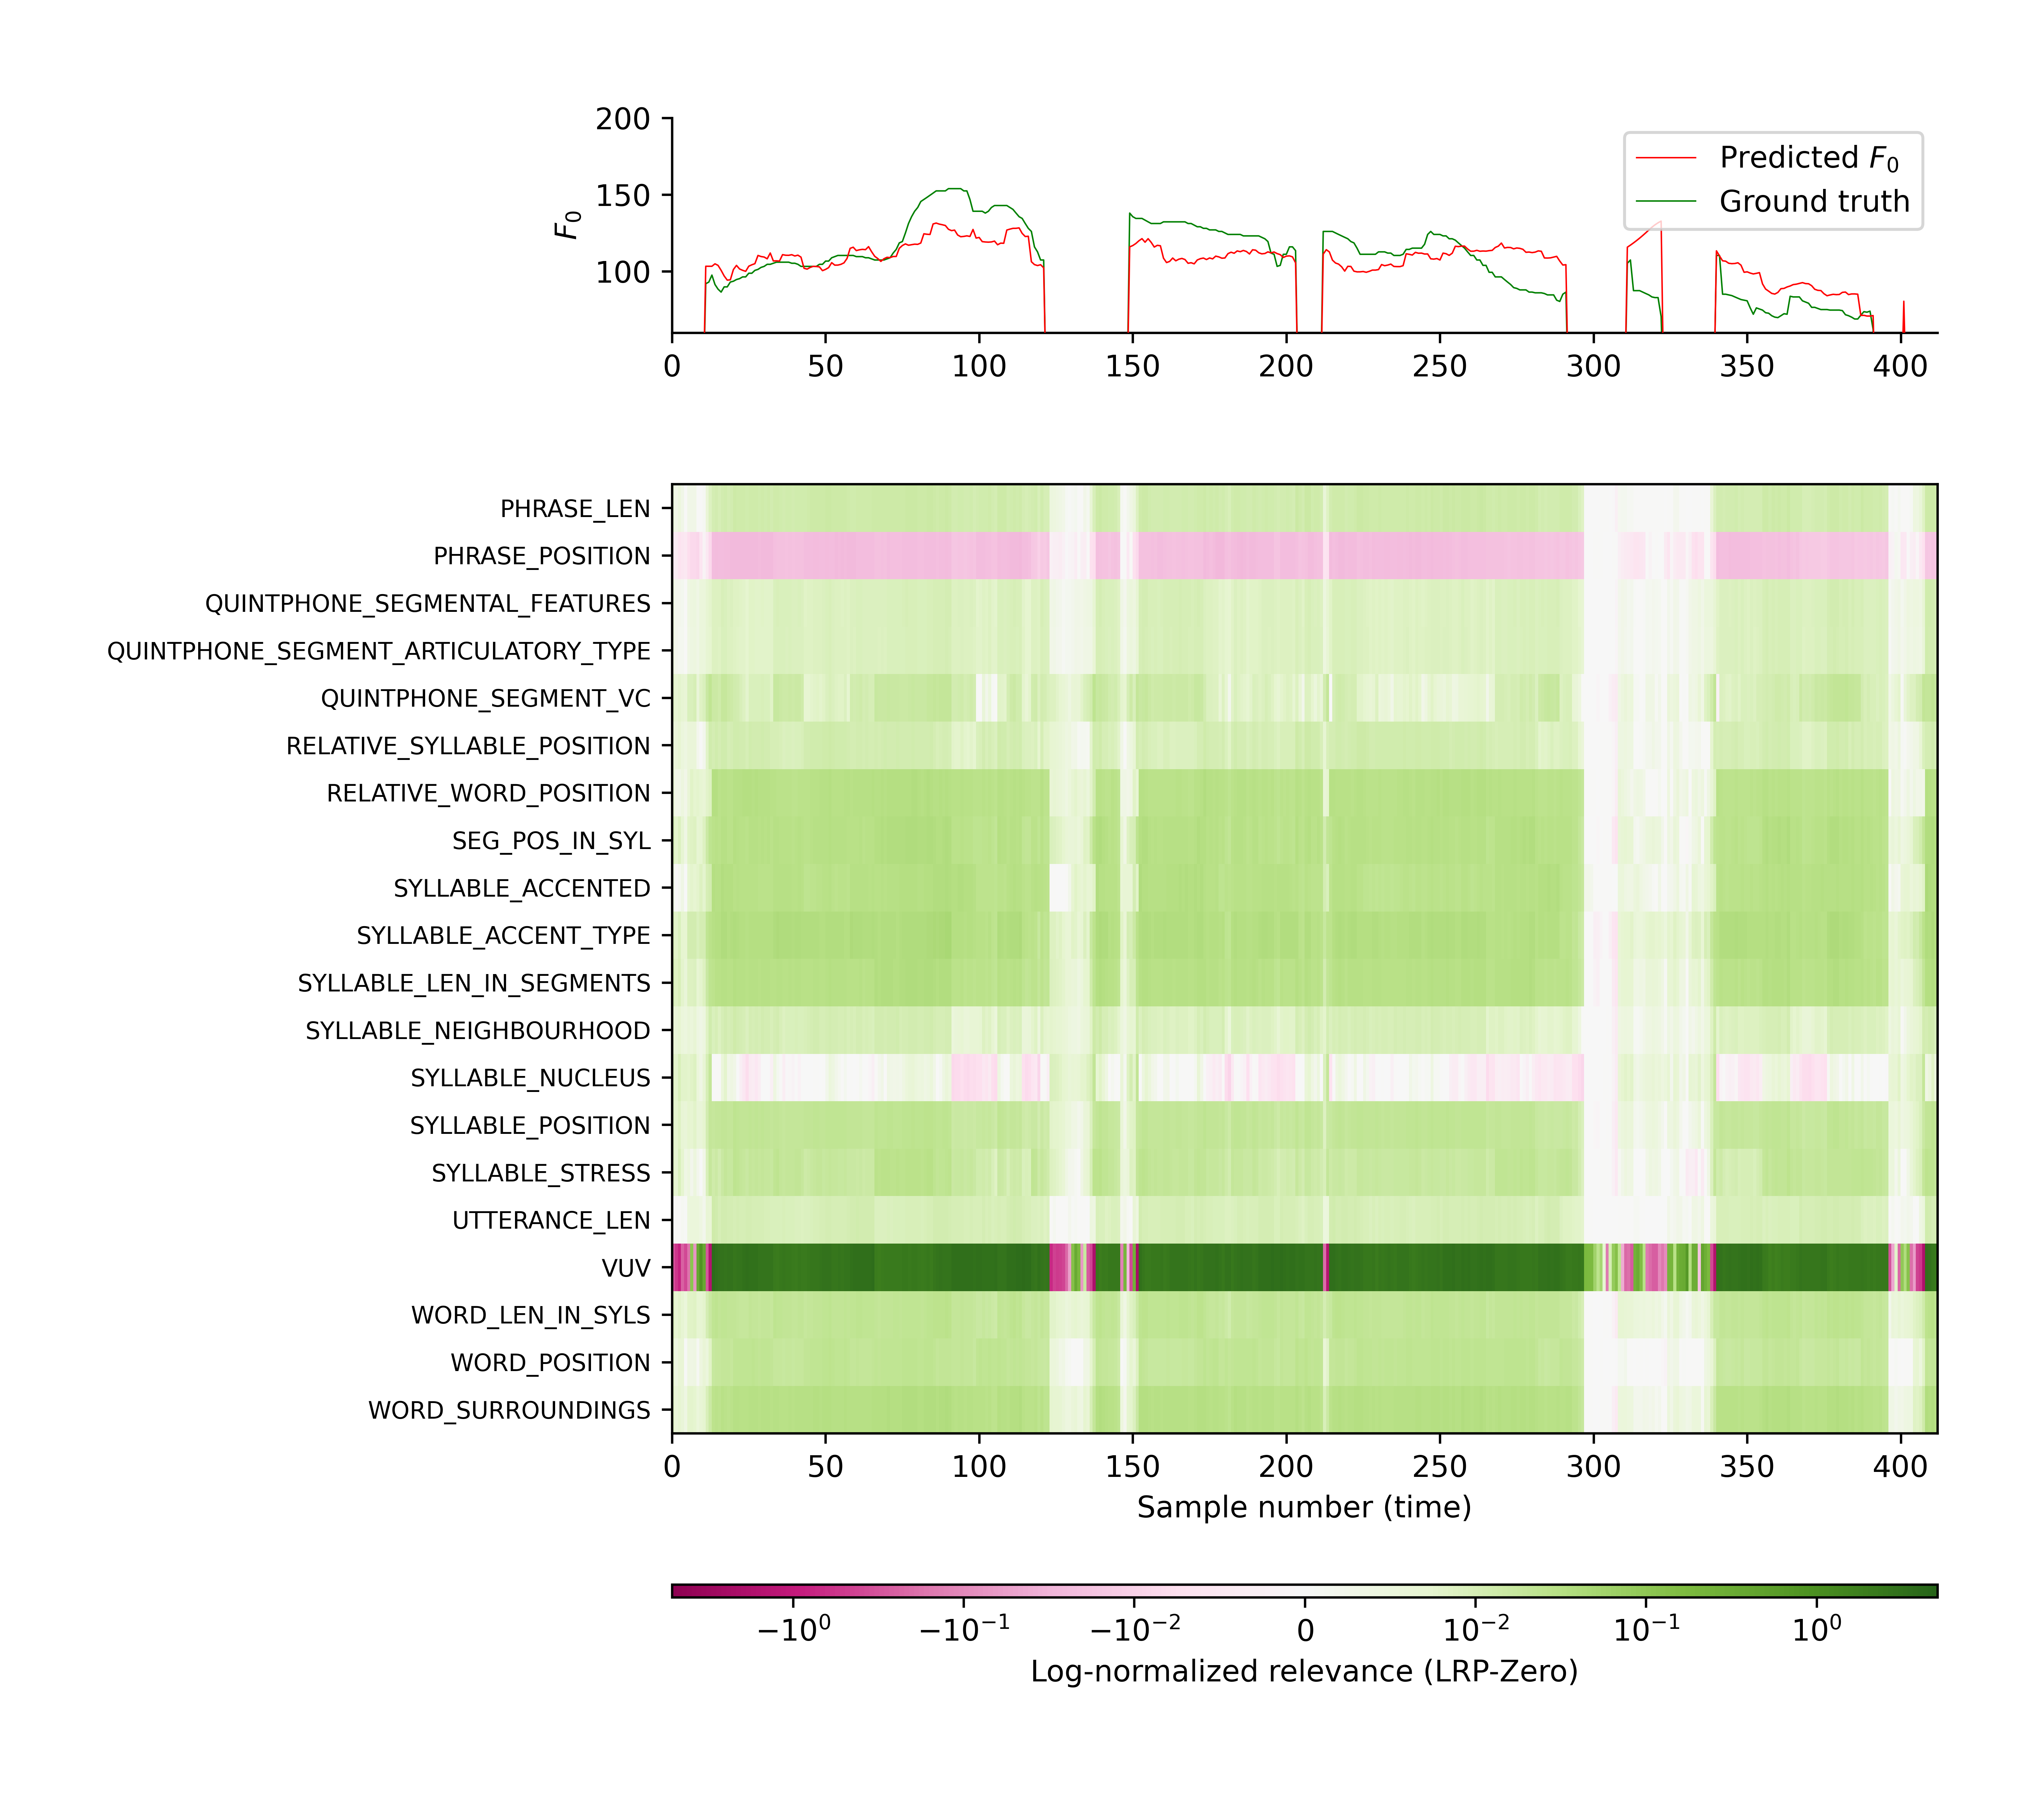 200
150
100
F₀
Predicted F₀
Ground truth
0 50 100 150 200 250 300 350 400
PHRASE_LEN
PHRASE_POSITION
QUINTPHONE_SEGMENTAL_FEATURES
QUINTPHONE_SEGMENT_ARTICULATORY_TYPE
QUINTPHONE_SEGMENT_VC
RELATIVE_SYLLABLE_POSITION
RELATIVE_WORD_POSITION
SEG_POS_IN_SYL
SYLLABLE_ACCENTED
SYLLABLE_ACCENT_TYPE
SYLLABLE_LEN_IN_SEGMENTS
SYLLABLE_NEIGHBOURHOOD
SYLLABLE_NUCLEUS
SYLLABLE_POSITION
SYLLABLE_STRESS
UTTERANCE_LEN
VUV
WORD_LEN_IN_SYLS
WORD_POSITION
WORD_SURROUNDINGS
0 50 100 150 200 250 300 350 400
Sample number (time)
−10⁰ −10⁻¹ −10⁻² 0 10⁻² 10⁻¹ 10⁰
Log-normalized relevance (LRP-Zero)